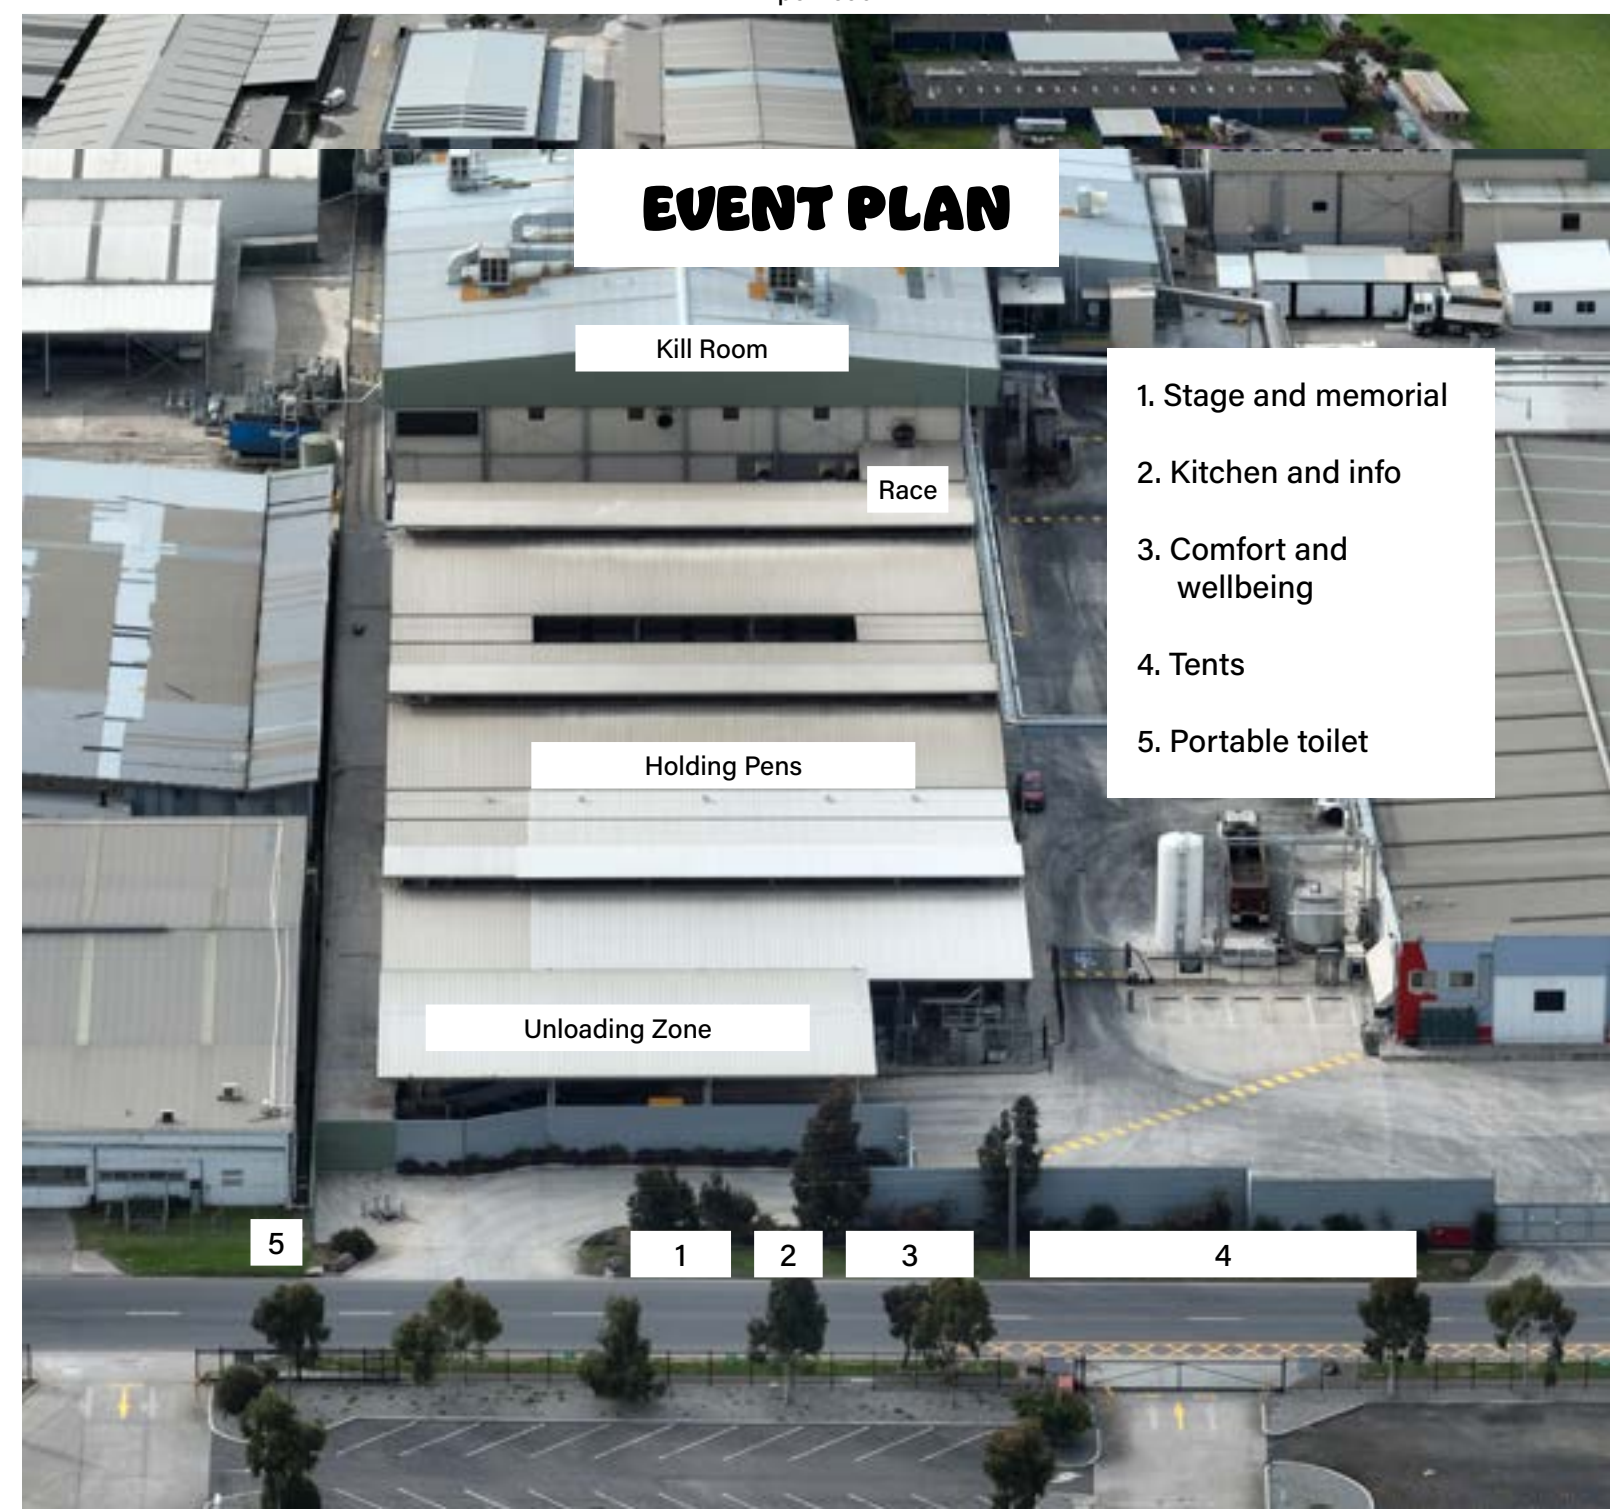 EVENT PLAN
Kill Room
1. Stage and memorial
2. Kitchen and info
Race
3. Comfort and
wellbeing
4. Tents
5. Portable toilet
Holding Pens
Unloading Zone
5
1
2
3
4